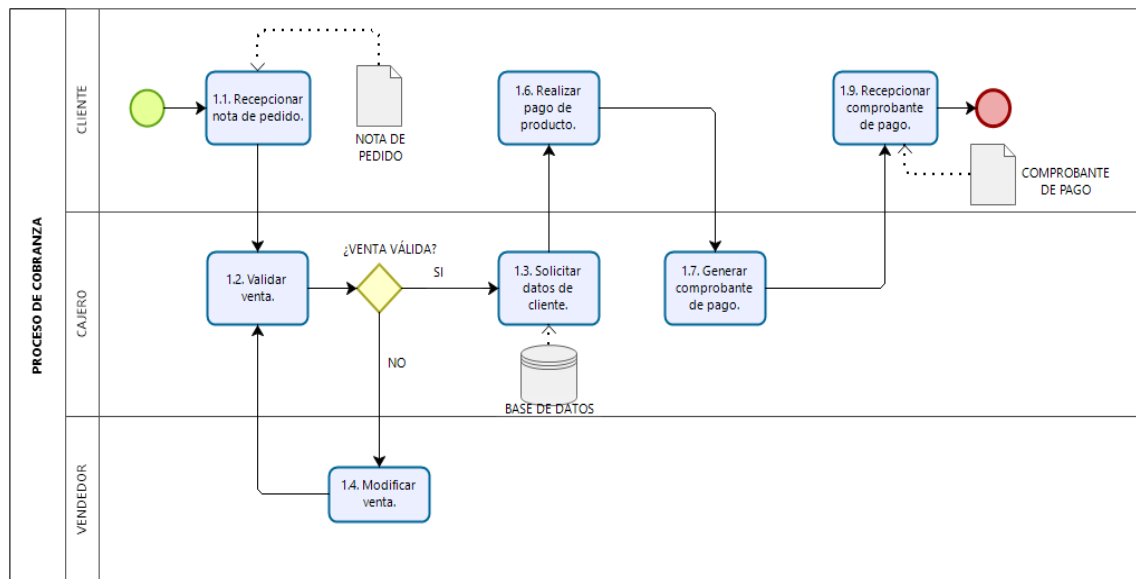 PROCESO DE COBRANZA
CLIENTE
1.1. Recepcionar
nota de pedido.
NOTA DE
PEDIDO
1.6. Realizar
pago de
producto.
1.9. Recepcionar
comprobante
de pago.
COMPROBANTE
DE PAGO
CAJERO
1.2. Validar
venta.
¿VENTA VÁLIDA?
SI
NO
1.3. Solicitar
datos de
cliente.
BASE DE DATOS
1.7. Generar
comprobante
de pago.
VENDEDOR
1.4. Modificar
venta.